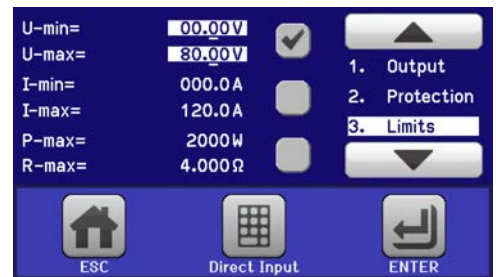 U-min= 00.00V
U-max= 80.00V
I-min= 000.0A
I-max= 120.0A
P-max= 2000W
R-max= 4.000Ω
1. Output
2. Protection
3. Limits
ESC
Direct Input
ENTER